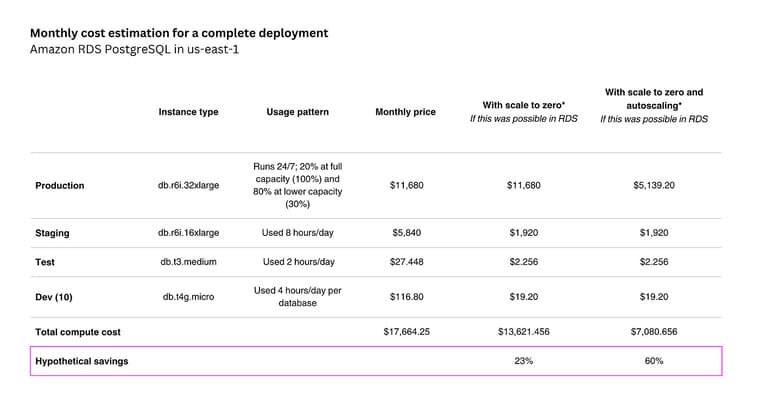 Monthly cost estimation for a complete deployment
Amazon RDS PostgreSQL in us-east-1
Instance type
Usage pattern
Monthly price
With scale to zero*
If this was possible in RDS
With scale to zero and
autoscaling*
If this was possible in RDS
Production
db.r6i.32xlarge
Runs 24/7; 20% at full
capacity (100%) and
80% at lower capacity
(30%)
$11,680
$11,680
$5,139.20
Staging
db.r6i.16xlarge
Used 8 hours/day
$5,840
$1,920
$1,920
Test
db.t3.medium
Used 2 hours/day
$27.448
$2.256
$2.256
Dev (10)
db.t4g.micro
Used 4 hours/day per
database
$116.80
$19.20
$19.20
Total compute cost
$17,664.25
$13,621.456
$7,080.656
Hypothetical savings
23%
60%